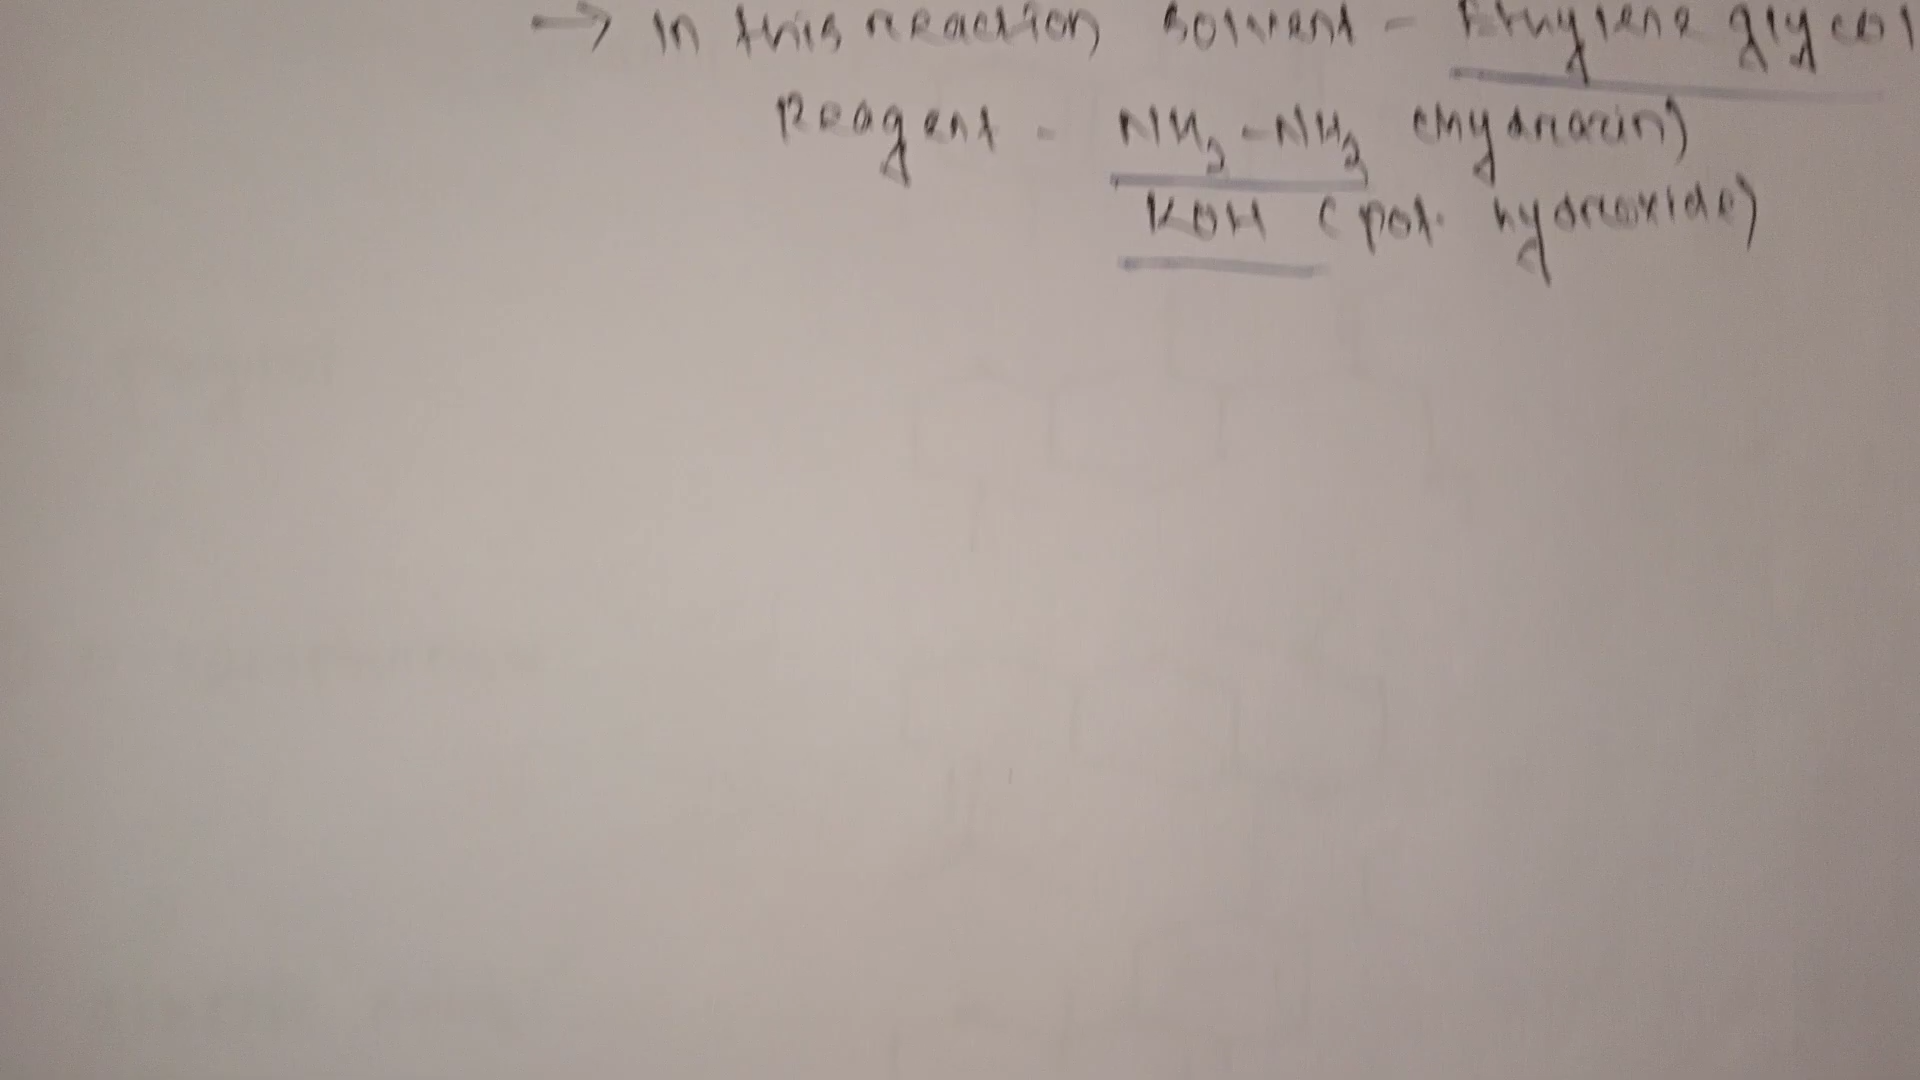 → In this reaction solvent - Ethylene glycol
Reagent - NH2-NH2 (Hydrazin)
KOH (pot. hydroxide)